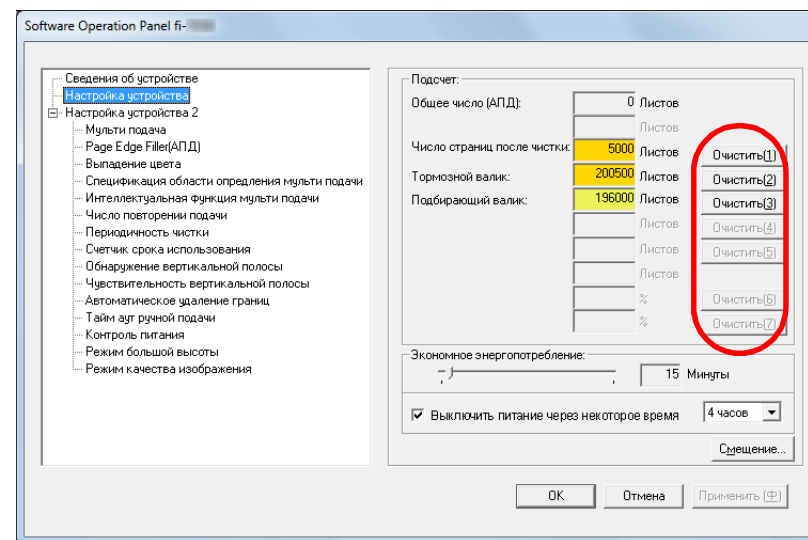 Software Operation Panel fi-
Сведения об устройстве
Настройка устройства
Настройка устройства 2
Мульти подача
Page Edge Filler(АПД)
Выпадение цвета
Спецификация области опредления мульти подачи
Интеллектуальная функция мульти подачи
Число повторении подачи
Периодичность чистки
Счетчик срока использования
Обнаружение вертикальной полосы
Чувствительность вертикальной полосы
Автоматическое удаление границ
Тайм аут ручной подачи
Контроль питания
Режим большой высоты
Режим качества изображения
Подсчет:
Общее число (АПД): 0 Листов
Листов
Число страниц после чистки: 5000 Листов Очистить(1)
Тормозной валик: 200500 Листов Очистить(2)
Подбирающий валик: 196000 Листов Очистить(3)
Листов Очистить(4)
Листов Очистить(5)
Листов
% Очистить(6)
% Очистить(7)
Экономное энергопотребление:
15 Минуты
Выключить питание через некоторое время 4 часов
Смещение...
OK Отмена Применить (Ф)